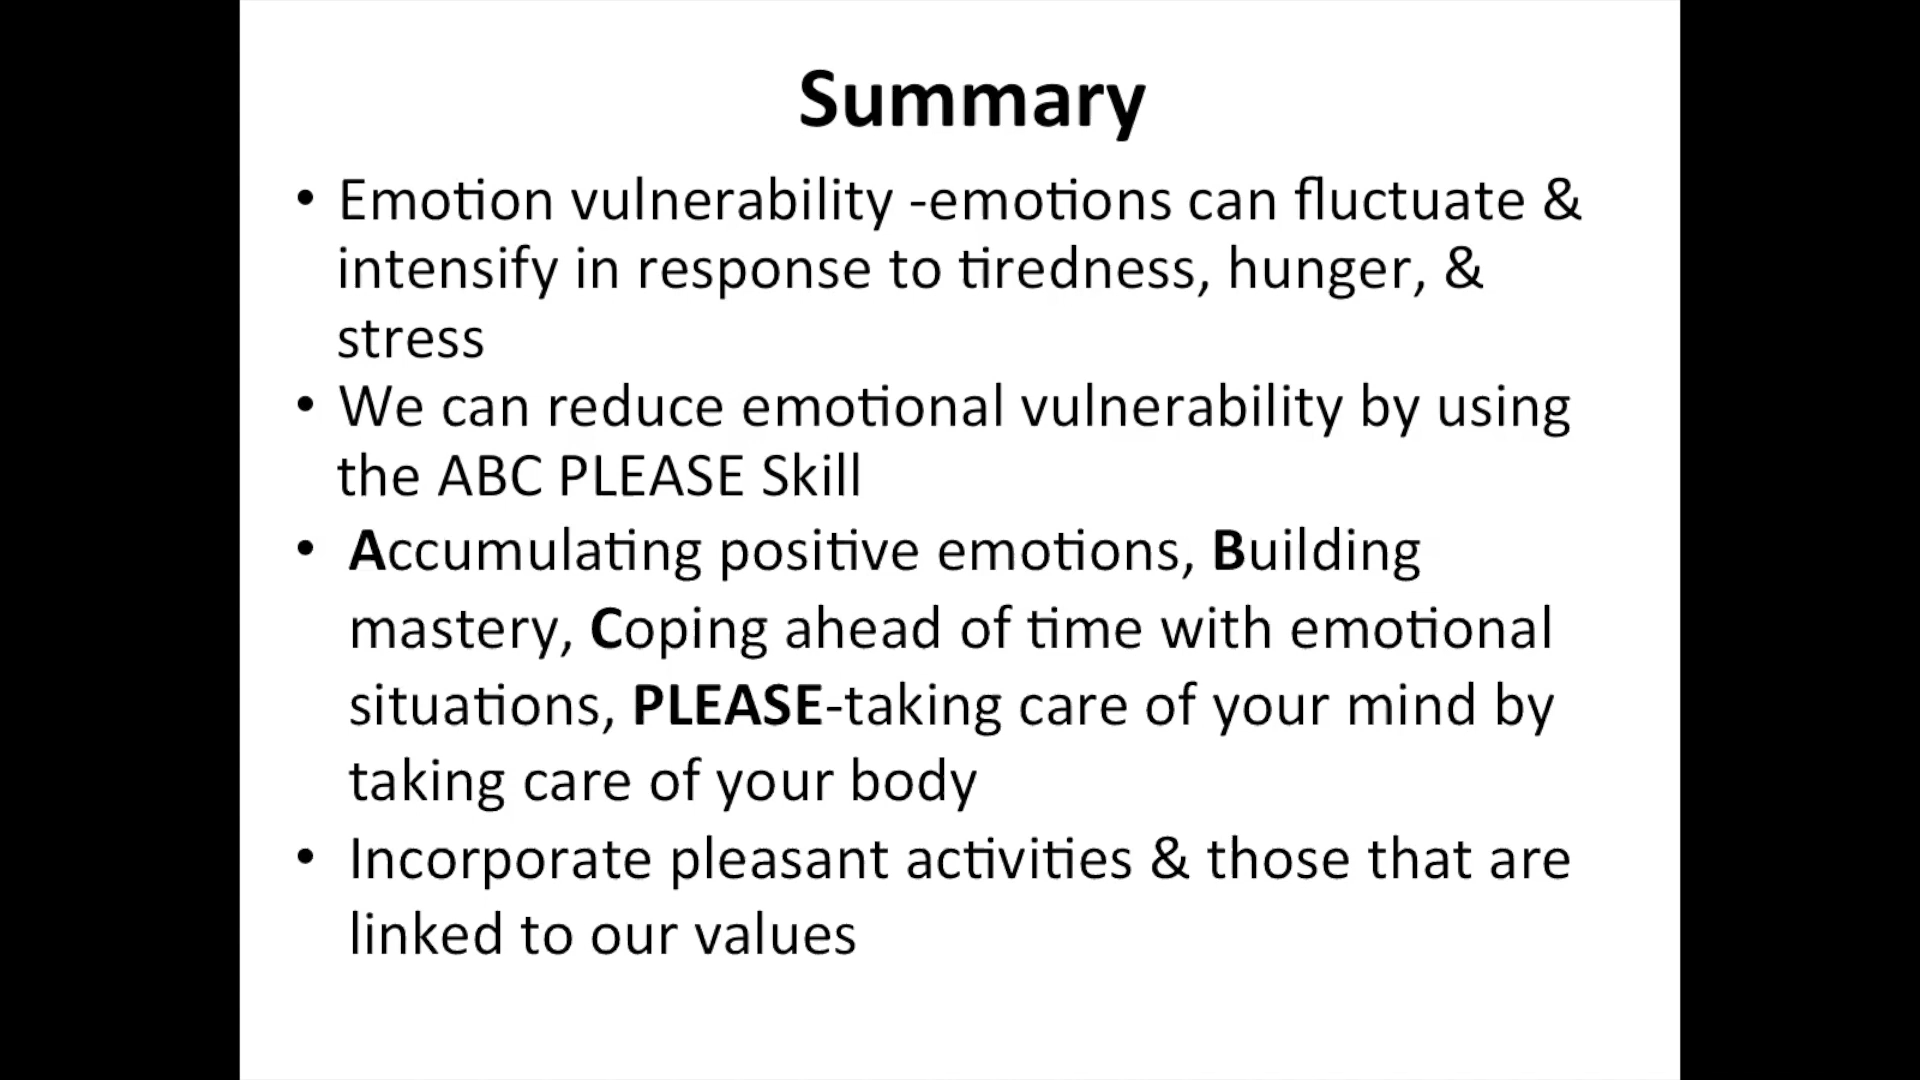 Summary
• Emotion vulnerability -emotions can fluctuate &
intensify in response to tiredness, hunger, &
stress
• We can reduce emotional vulnerability by using
the ABC PLEASE Skill
• Accumulating positive emotions, Building
mastery, Coping ahead of time with emotional
situations, PLEASE-taking care of your mind by
taking care of your body
• Incorporate pleasant activities & those that are
linked to our values